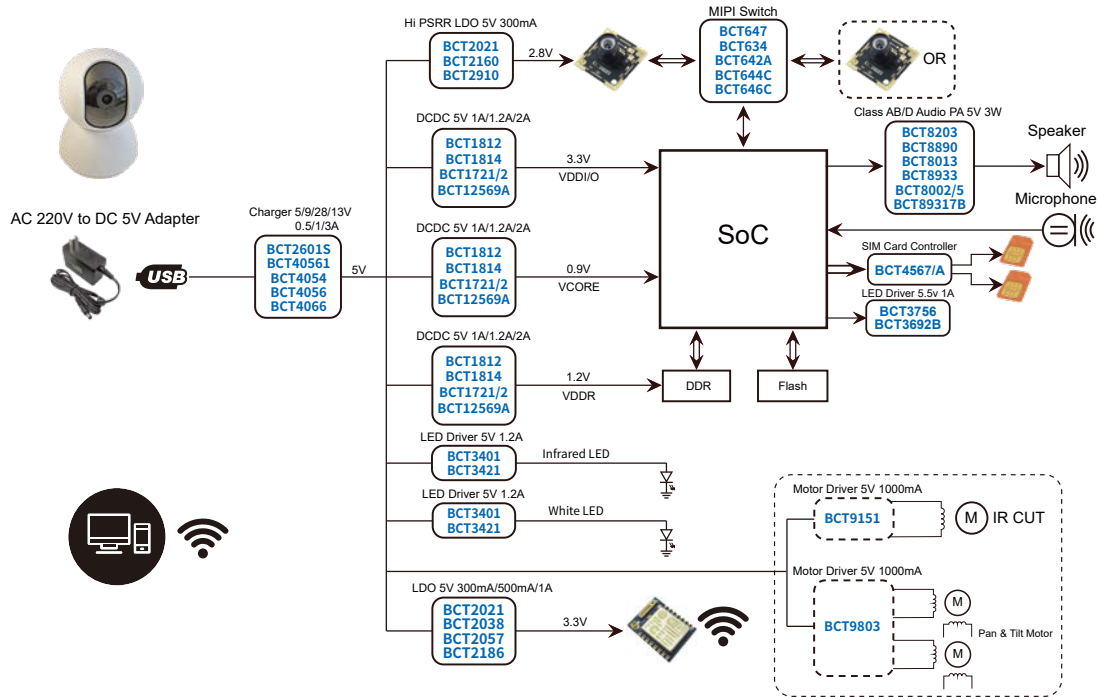 Hi PSRR LDO 5V 300mA
BCT2021
BCT2160
BCT2910
2.8V
MIPI Switch
BCT647
BCT634
BCT642A
BCT644C
BCT646C
OR
DCDC 5V 1A/1.2A/2A
BCT1812
BCT1814
BCT1721/2
BCT12569A
3.3V
VDDI/O
Class AB/D Audio PA 5V 3W
BCT8203
BCT8890
BCT8013
BCT8933
BCT8002/5
BCT89317B
Speaker
Microphone
AC 220V to DC 5V Adapter
USB
Charger 5/9/28/13V
0.5/1/3A
BCT2601S
BCT40561
BCT4054
BCT4056
BCT4066
5V
DCDC 5V 1A/1.2A/2A
BCT1812
BCT1814
BCT1721/2
BCT12569A
0.9V
VCORE
SoC
SIM Card Controller
BCT4567/A
LED Driver 5.5v 1A
BCT3756
BCT3692B
DCDC 5V 1A/1.2A/2A
BCT1812
BCT1814
BCT1721/2
BCT12569A
1.2V
VDDR
DDR
Flash
LED Driver 5V 1.2A
BCT3401
BCT3421
Infrared LED
LED Driver 5V 1.2A
BCT3401
BCT3421
White LED
Motor Driver 5V 1000mA
BCT9151
M
IR CUT
Motor Driver 5V 1000mA
BCT9803
M
Pan & Tilt Motor
M
LDO 5V 300mA/500mA/1A
BCT2021
BCT2038
BCT2057
BCT2186
3.3V